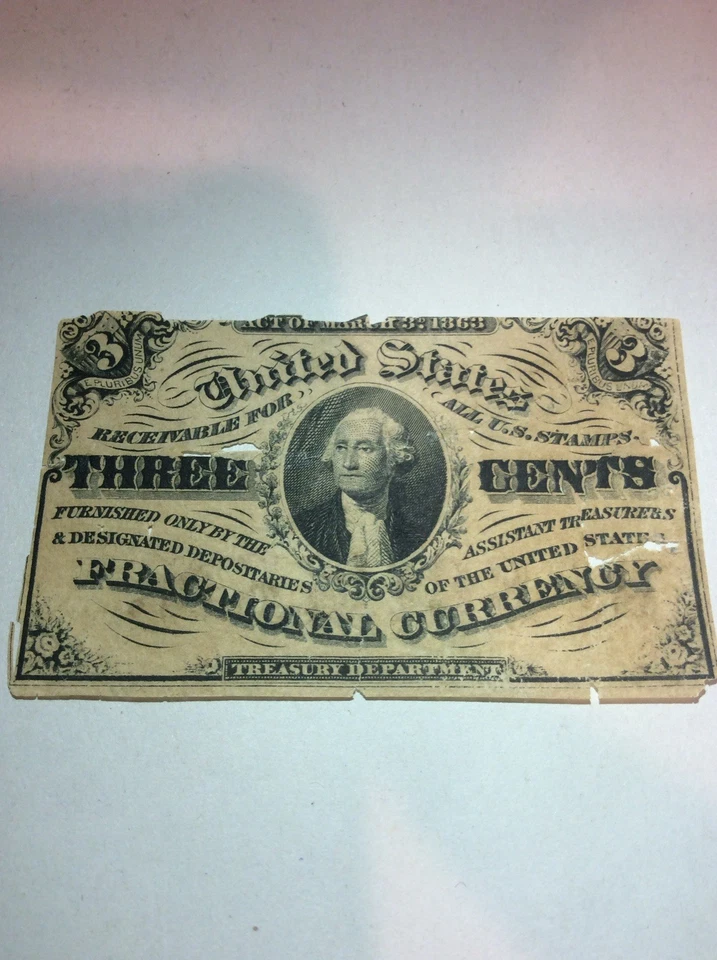 ACT OF MARCH 3D 1863
3 3
E PLURIBUS UNUM E PLURIBUS UNUM
United States
RECEIVABLE FOR ALL U.S. STAMPS.
THREE CENTS
FURNISHED ONLY BY THE ASSISTANT TREASURERS
& DESIGNATED DEPOSITARIES OF THE UNITED STATES
FRACTIONAL CURRENCY
TREASURY DEPARTMENT